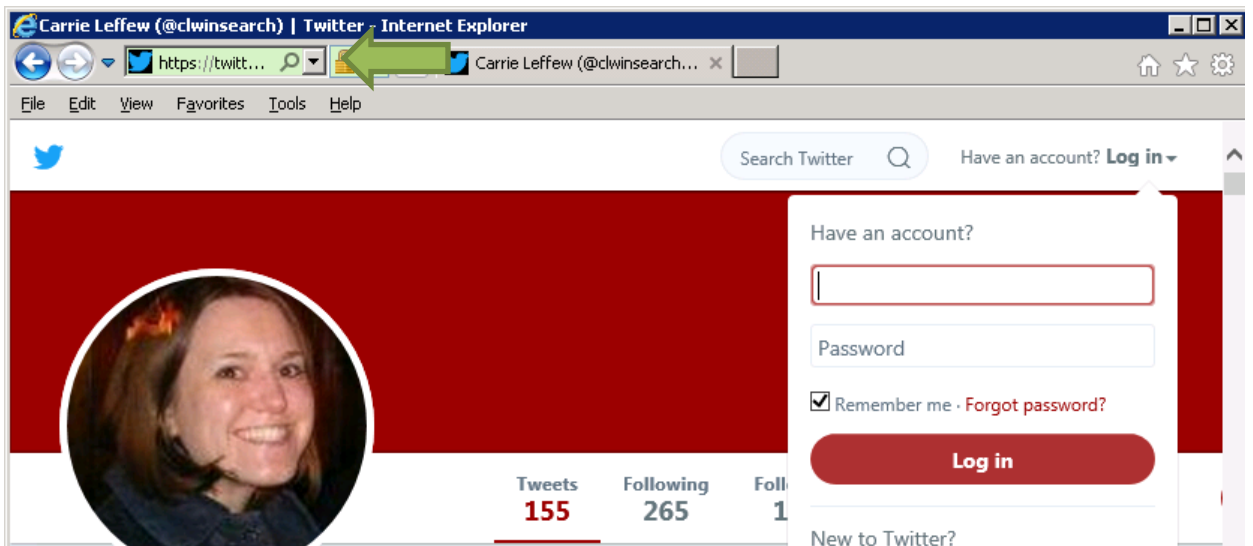 Carrie Leffew (@clwinsearch) | Twitter - Internet Explorer
https://twitt... Carrie Leffew (@clwinsearch...
File Edit View Favorites Tools Help
Search Twitter Have an account? Log in
Have an account?
Password
Remember me · Forgot password?
Log in
Tweets Following
155 265 1
New to Twitter?